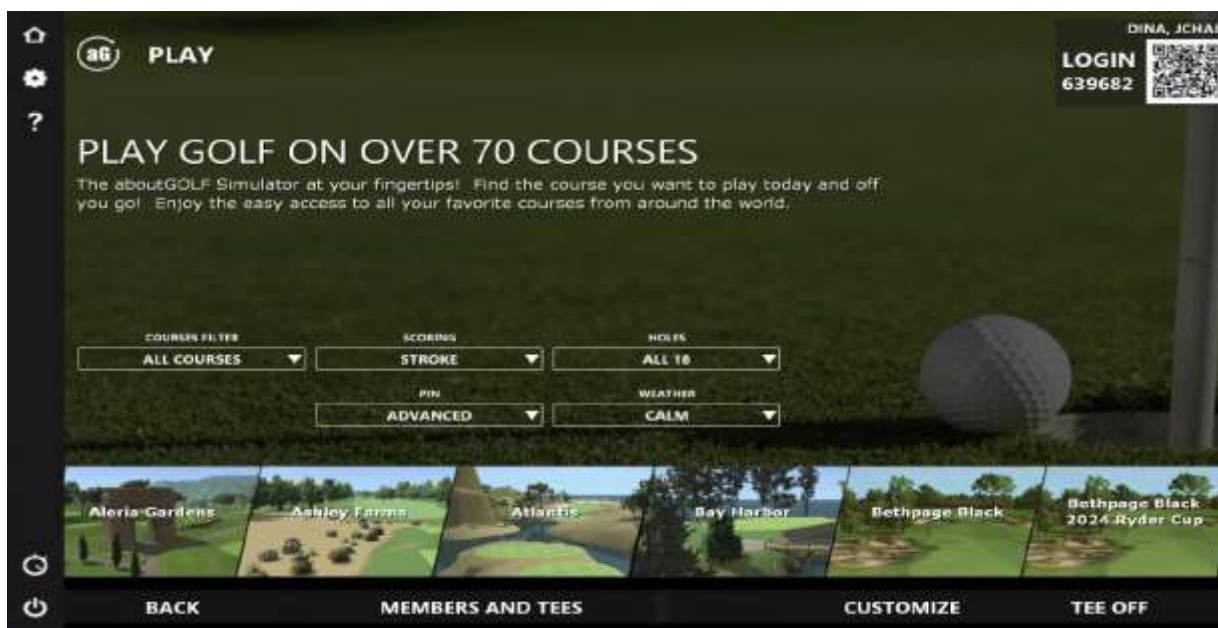 aG PLAY
DINA, JCHAI
LOGIN
639682
?
PLAY GOLF ON OVER 70 COURSES
The aboutGOLF Simulator at your fingertips! Find the course you want to play today and off
you go! Enjoy the easy access to all your favorite courses from around the world.
COURSES FILTER SCORING HOLES
ALL COURSES STROKE ALL 18
PIN WEATHER
ADVANCED CALM
Aleria Gardens Ashley Farms Atlantis Bay Harbor Bethpage Black Bethpage Black
2024 Ryder Cup
BACK MEMBERS AND TEES CUSTOMIZE TEE OFF